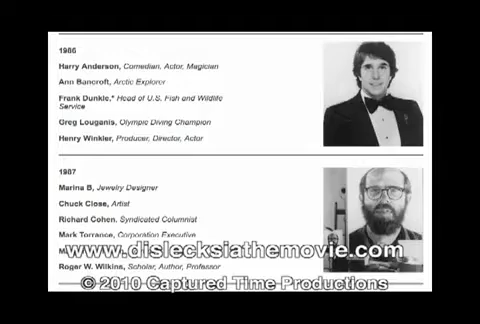 1986
Harry Anderson, Comedian, Actor, Magician
Ann Bancroft, Arctic Explorer
Frank Dunkle,* Head of U.S. Fish and Wildlife
Service
Greg Louganis, Olympic Diving Champion
Henry Winkler, Producer, Director, Actor
1987
Marina B, Jewelry Designer
Chuck Close, Artist
Richard Cohen, Syndicated Columnist
Mark Torrance, Corporation Executive
www.dislecksiathemovie.com
Roger W. Wilkins, Scholar, Author, Professor
© 2010 Captured Time Productions